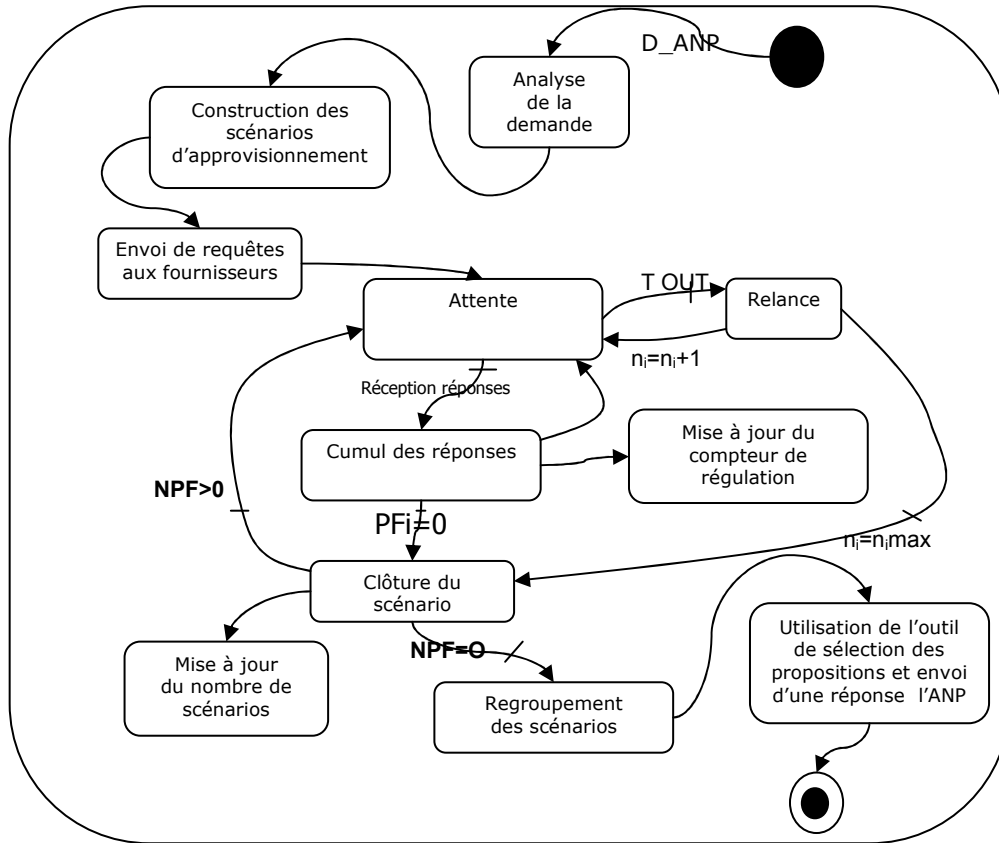 D_ANP
Analyse
de la
demande
Construction des
scénarios
d'approvisionnement
Envoi de requêtes
aux fournisseurs
Attente
T OUT
Relance
nᵢ=nᵢ+1
Réception réponses
Cumul des réponses
Mise à jour du
compteur de
régulation
NPF>0
PFi=0
nᵢ=nᵢmax
Clôture du
scénario
Mise à jour
du nombre de
scénarios
NPF=O
Regroupement
des scénarios
Utilisation de l'outil
de sélection des
propositions et envoi
d'une réponse  l'ANP